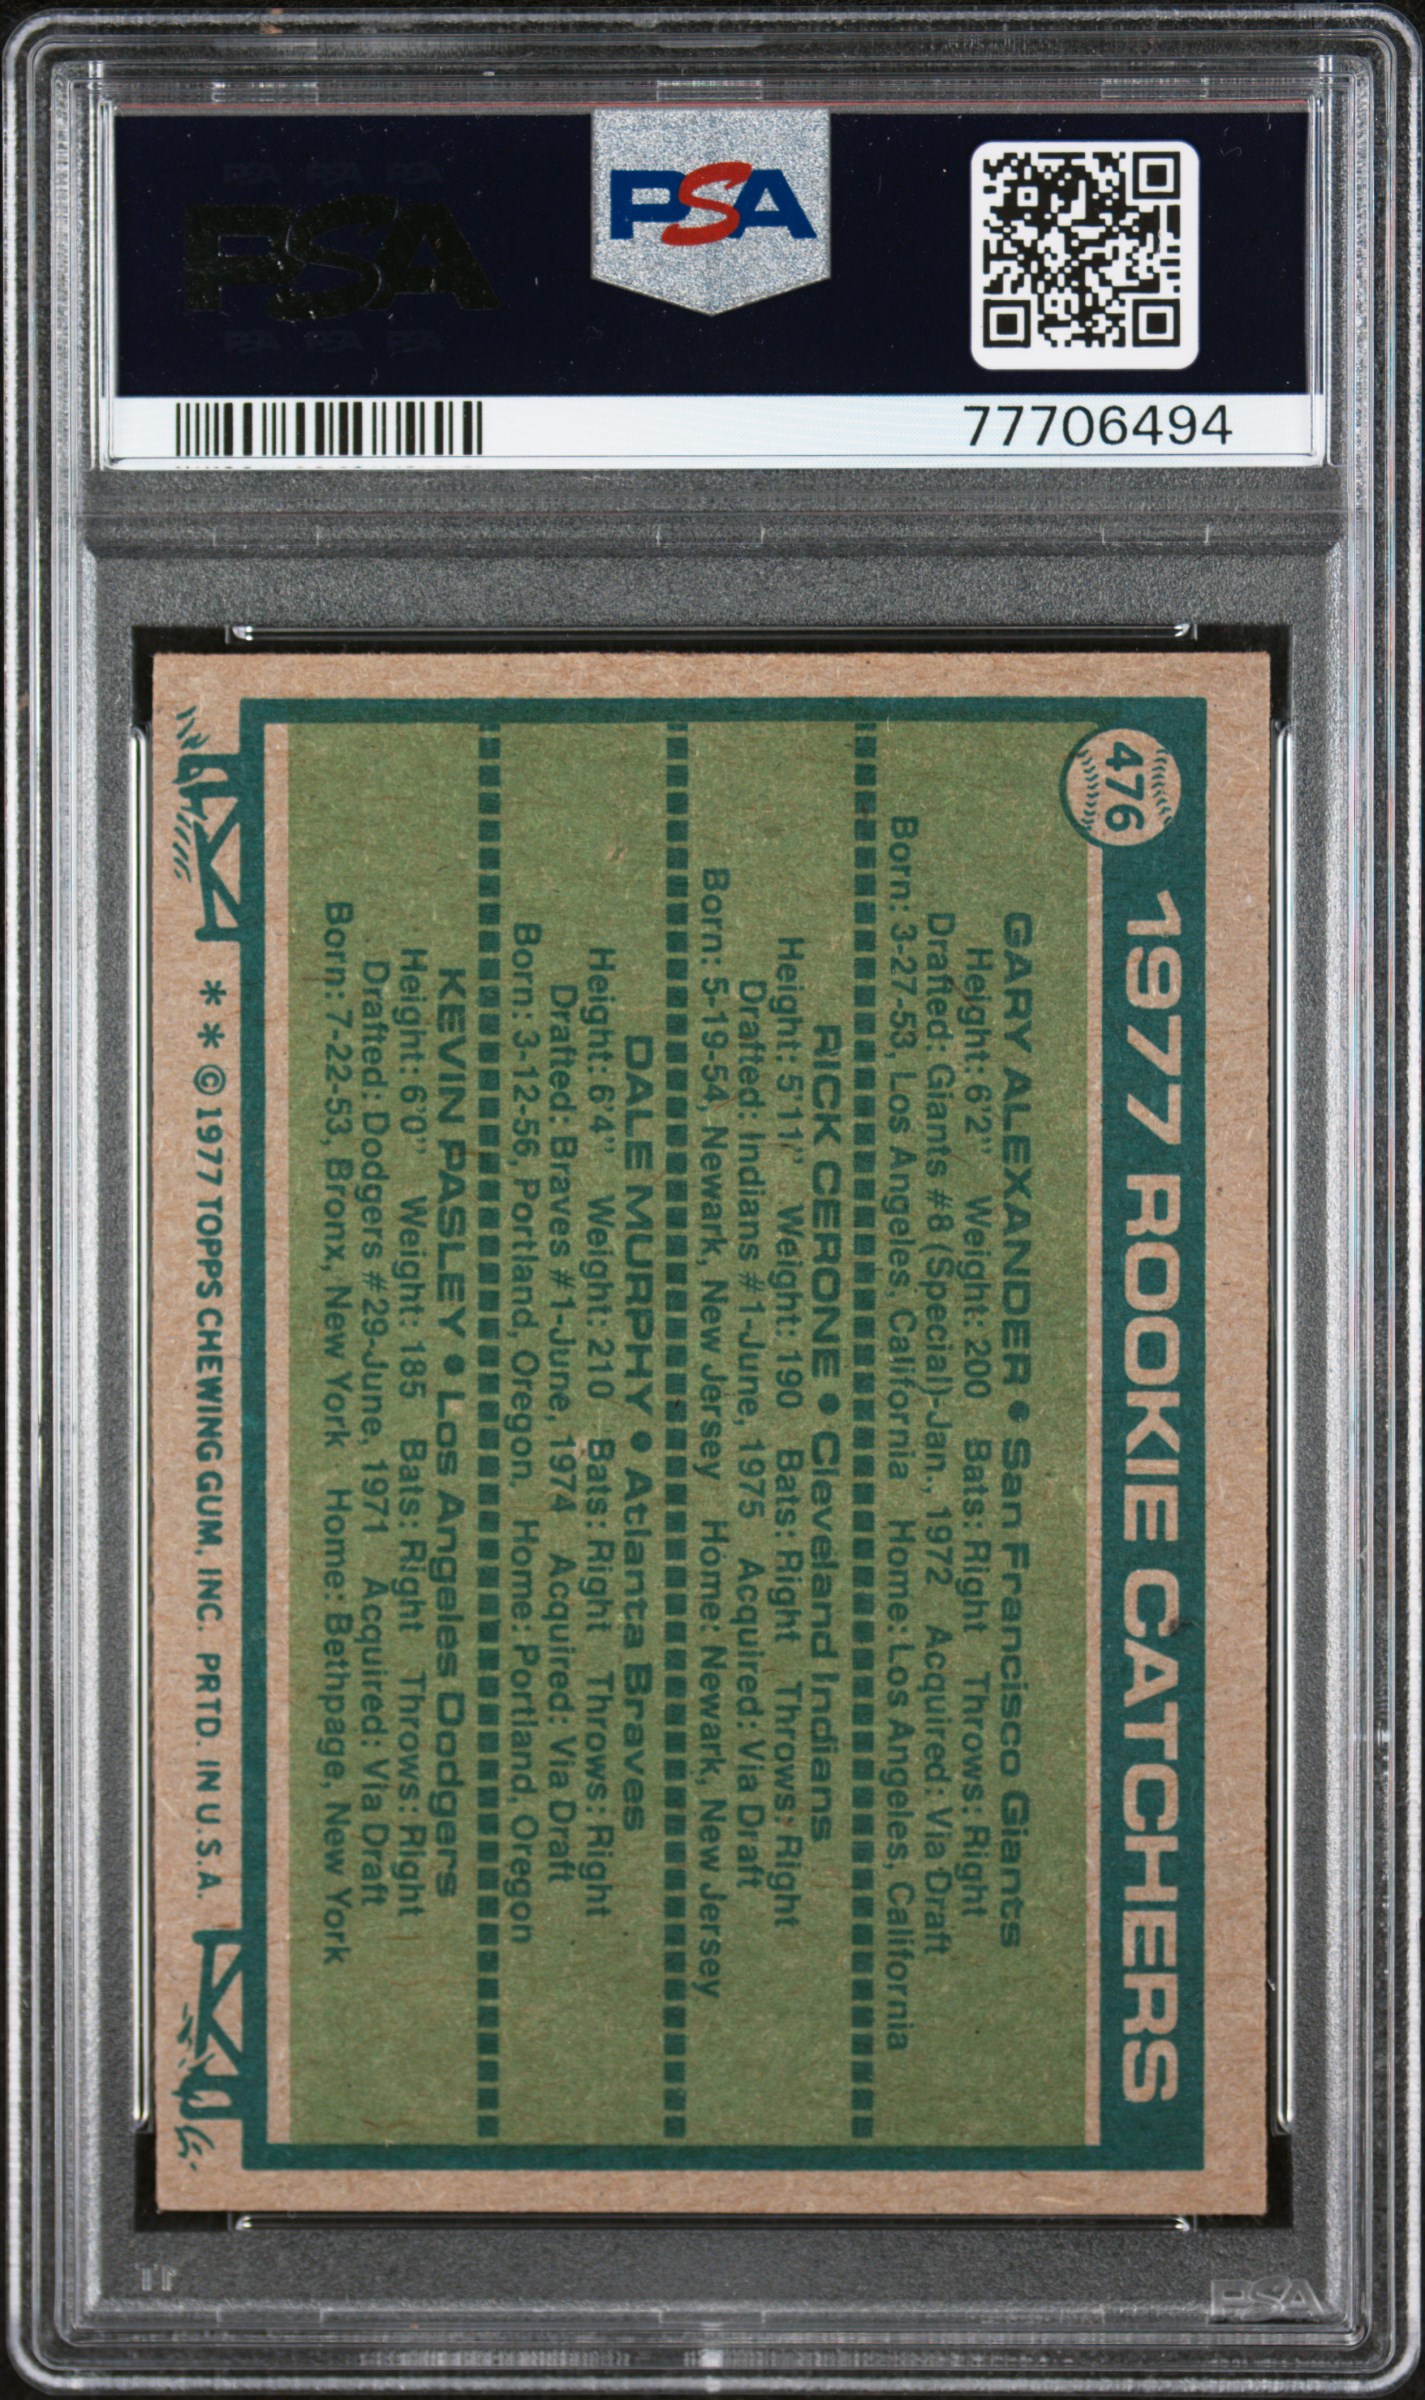 PSA PSA PSA
PSA
PSA PSA PSA
PSA
77706494
476
1977 ROOKIE CATCHERS
GARY ALEXANDER • San Francisco Giants
Height: 6'2" Weight: 200 Bats: Right Throws: Right
Drafted: Giants #8 (Special)-Jan., 1972 Acquired: Via Draft
Born: 3-27-53, Los Angeles, California Home: Los Angeles, California
RICK CERONE • Cleveland Indians
Height: 5'11" Weight: 190 Bats: Right Throws: Right
Drafted: Indians #1-June, 1975 Acquired: Via Draft
Born: 5-19-54, Newark, New Jersey Home: Newark, New Jersey
DALE MURPHY • Atlanta Braves
Height: 6'4" Weight: 210 Bats: Right Throws: Right
Drafted: Braves #1-June, 1974 Acquired: Via Draft
Born: 3-12-56, Portland, Oregon Home: Portland, Oregon
KEVIN PASLEY • Los Angeles Dodgers
Height: 6'0" Weight: 185 Bats: Right Throws: Right
Drafted: Dodgers #29-June, 1971 Acquired: Via Draft
Born: 7-22-53, Bronx, New York Home: Bethpage, New York
* * © 1977 TOPPS CHEWING GUM, INC. PRTD. IN U.S.A.
PSA